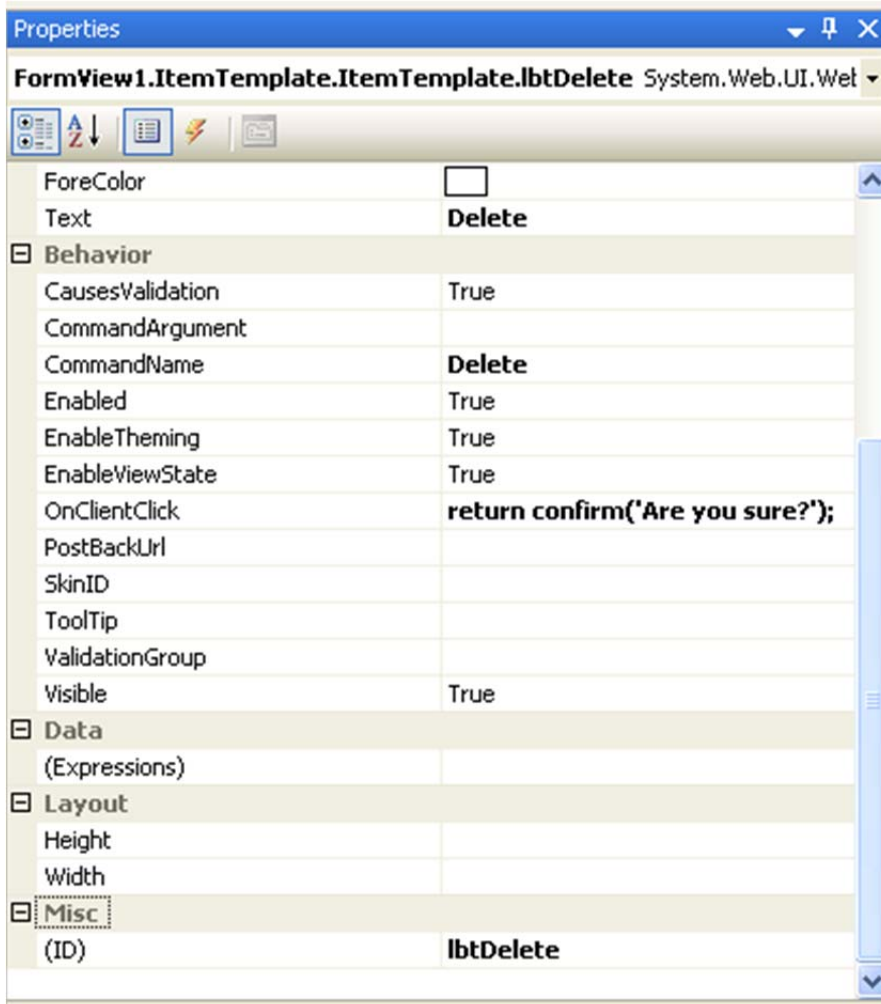 Properties
FormView1.ItemTemplate.ItemTemplate.lbtDelete System.Web.UI.Wel
A Z
ForeColor
Text Delete
Behavior
CausesValidation True
CommandArgument
CommandName Delete
Enabled True
EnableTheming True
EnableViewState True
OnClientClick return confirm('Are you sure?');
PostBackUrl
SkinID
ToolTip
ValidationGroup
Visible True
Data
(Expressions)
Layout
Height
Width
Misc
(ID) lbtDelete